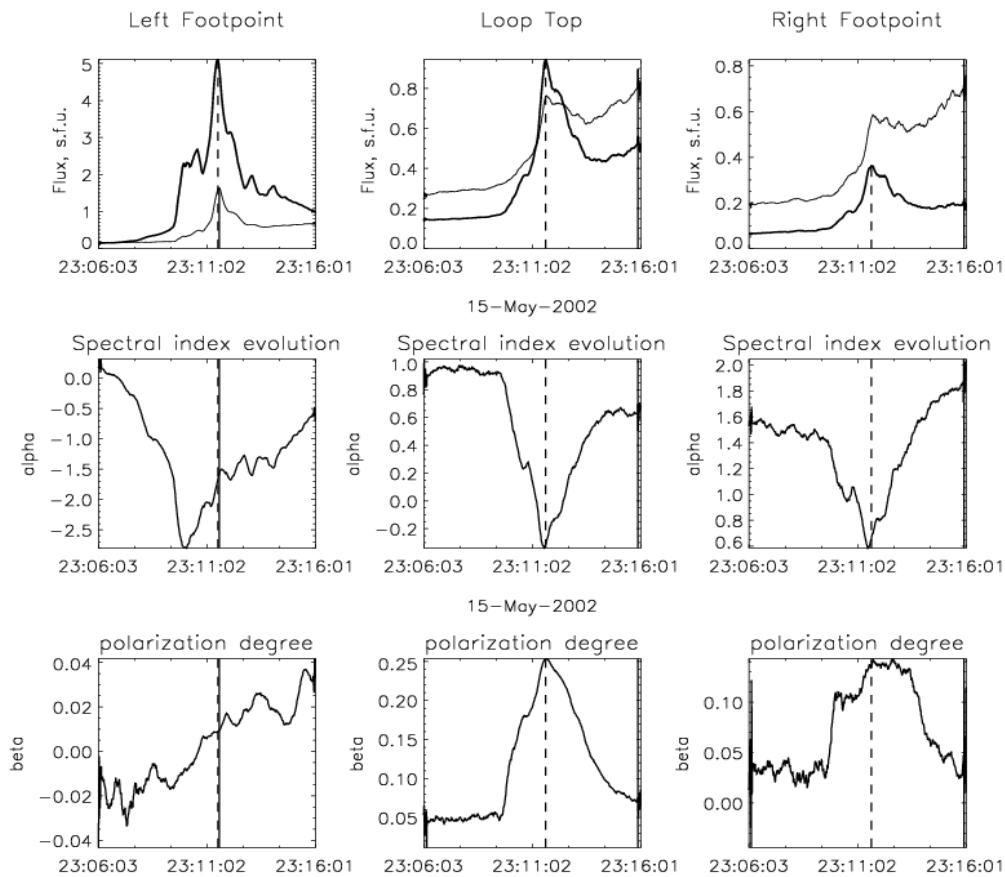 Left Footpoint
Loop Top
Right Footpoint
Flux, s.f.u.
5
4
3
2
1
0
23:06:03 23:11:02 23:16:01
Flux, s.f.u.
0.8
0.6
0.4
0.2
0.0
23:06:03 23:11:02 23:16:01
Flux, s.f.u.
0.8
0.6
0.4
0.2
0.0
23:06:03 23:11:02 23:16:01
15-May-2002
Spectral index evolution
alpha
0.0
-0.5
-1.0
-1.5
-2.0
-2.5
23:06:03 23:11:02 23:16:01
Spectral index evolution
alpha
1.0
0.8
0.6
0.4
0.2
0.0
-0.2
23:06:03 23:11:02 23:16:01
Spectral index evolution
alpha
2.0
1.8
1.6
1.4
1.2
1.0
0.8
0.6
23:06:03 23:11:02 23:16:01
15-May-2002
polarization degree
beta
0.04
0.02
0.00
-0.02
-0.04
23:06:03 23:11:02 23:16:01
polarization degree
beta
0.25
0.20
0.15
0.10
0.05
23:06:03 23:11:02 23:16:01
polarization degree
beta
0.10
0.05
0.00
23:06:03 23:11:02 23:16:01